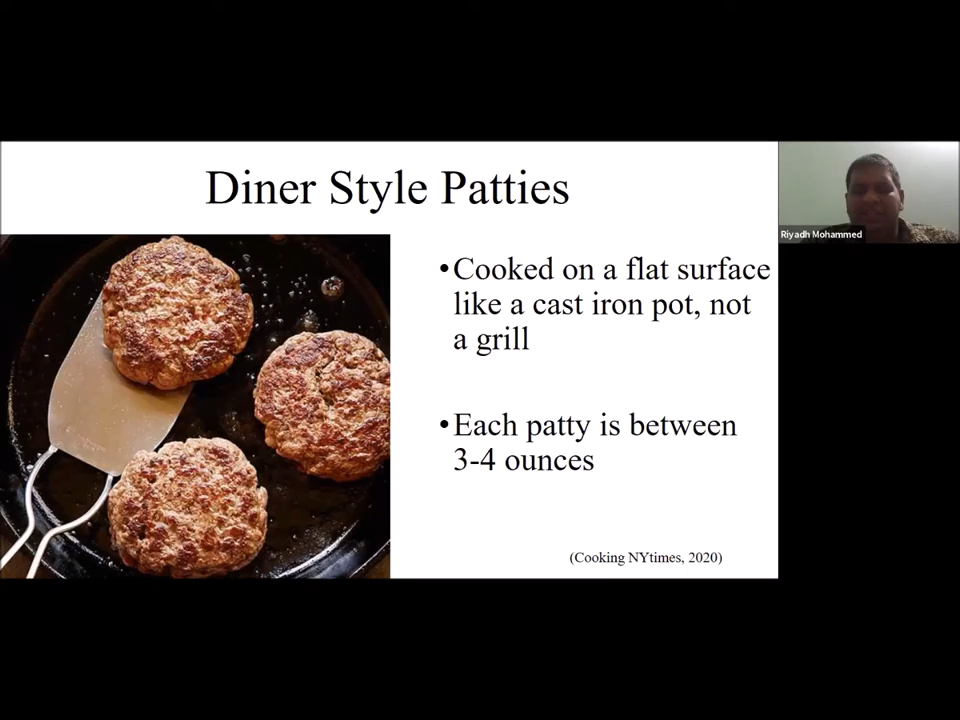 Diner Style Patties
Riyadh Mohammed
•Cooked on a flat surface
like a cast iron pot, not
a grill
•Each patty is between
3-4 ounces
(Cooking NYtimes, 2020)